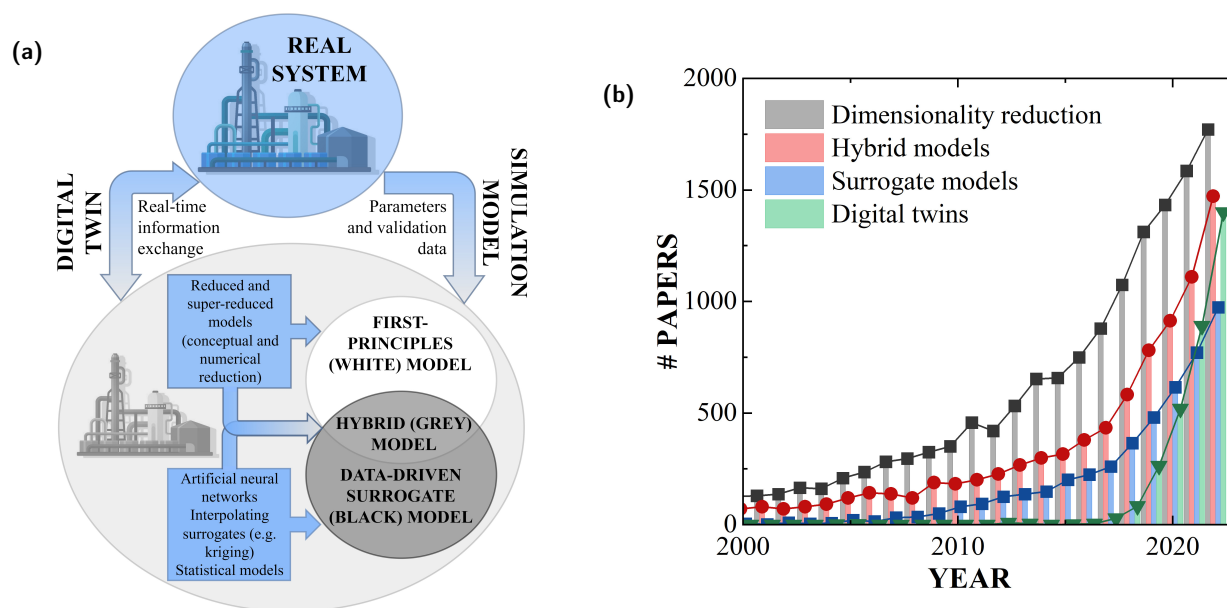 (a)
REAL
SYSTEM
DIGITAL
TWIN
Real-time
information
exchange
Parameters
and validation
data
SIMULATION
MODEL
Reduced and
super-reduced
models
(conceptual and
numerical
reduction)
FIRST-
PRINCIPLES
(WHITE) MODEL
HYBRID (GREY)
MODEL
DATA-DRIVEN
SURROGATE
(BLACK) MODEL
Artificial neural
networks
Interpolating
surrogates (e.g.
kriging)
Statistical models
(b)
2000
1500
1000
500
0
# PAPERS
Dimensionality reduction
Hybrid models
Surrogate models
Digital twins
2000
2010
2020
YEAR